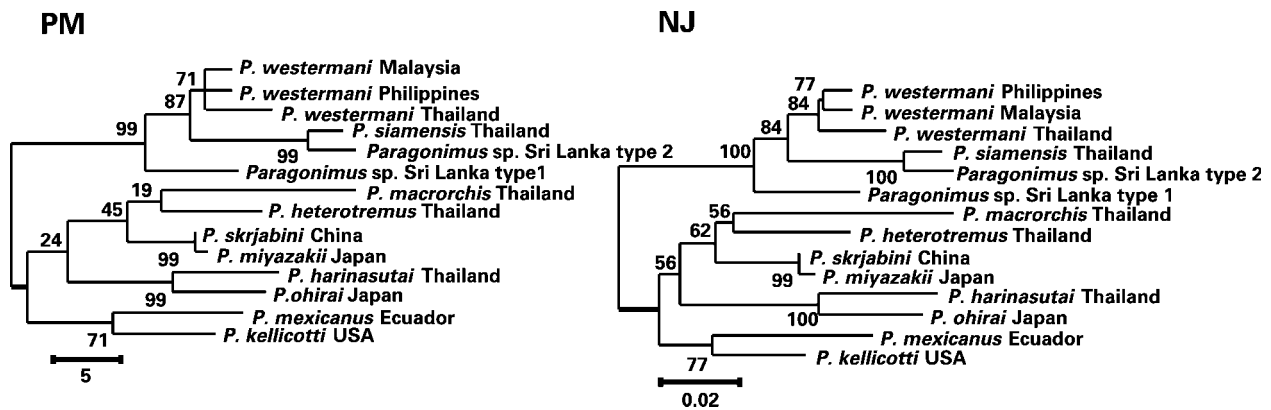 PM
71
P. westermani Malaysia
87
P. westermani Philippines
P. westermani Thailand
99
P. siamensis Thailand
99
Paragonimus sp. Sri Lanka type 2
Paragonimus sp. Sri Lanka type1
19
P. macrorchis Thailand
45
P. heterotremus Thailand
24
P. skrjabini China
99
P. miyazakii Japan
P. harinasutai Thailand
99
P.ohirai Japan
P. mexicanus Ecuador
71
P. kellicotti USA
5
NJ
77
P. westermani Philippines
84
P. westermani Malaysia
84
P. westermani Thailand
100
P. siamensis Thailand
100
Paragonimus sp. Sri Lanka type 2
Paragonimus sp. Sri Lanka type 1
56
P. macrorchis Thailand
62
P. heterotremus Thailand
56
P. skrjabini China
99
P. miyazakii Japan
P. harinasutai Thailand
100
P. ohirai Japan
P. mexicanus Ecuador
77
P. kellicotti USA
0.02